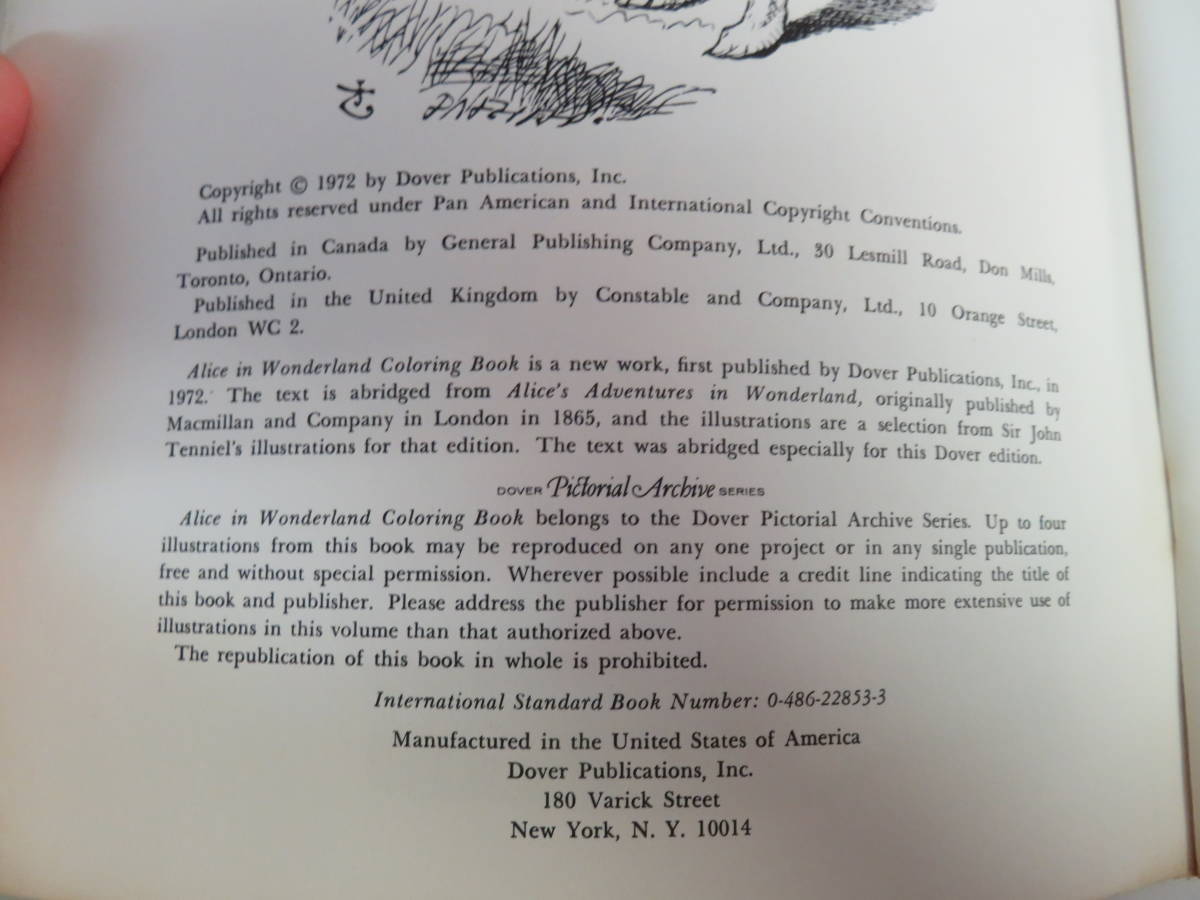 Copyright © 1972 by Dover Publications, Inc.
All rights reserved under Pan American and International Copyright Conventions.
Published in Canada by General Publishing Company, Ltd., 30 Lesmill Road, Don Mills,
Toronto, Ontario.
Published in the United Kingdom by Constable and Company, Ltd., 10 Orange Street,
London WC 2.
Alice in Wonderland Coloring Book is a new work, first published by Dover Publications, Inc., in
1972. The text is abridged from Alice's Adventures in Wonderland, originally published by
Macmillan and Company in London in 1865, and the illustrations are a selection from Sir John
Tenniel's illustrations for that edition. The text was abridged especially for this Dover edition.
DOVER Pictorial Archive SERIES
Alice in Wonderland Coloring Book belongs to the Dover Pictorial Archive Series. Up to four
illustrations from this book may be reproduced on any one project or in any single publication,
free and without special permission. Wherever possible include a credit line indicating the title of
this book and publisher. Please address the publisher for permission to make more extensive use of
illustrations in this volume than that authorized above.
The republication of this book in whole is prohibited.
International Standard Book Number: 0-486-22853-3
Manufactured in the United States of America
Dover Publications, Inc.
180 Varick Street
New York, N. Y. 10014